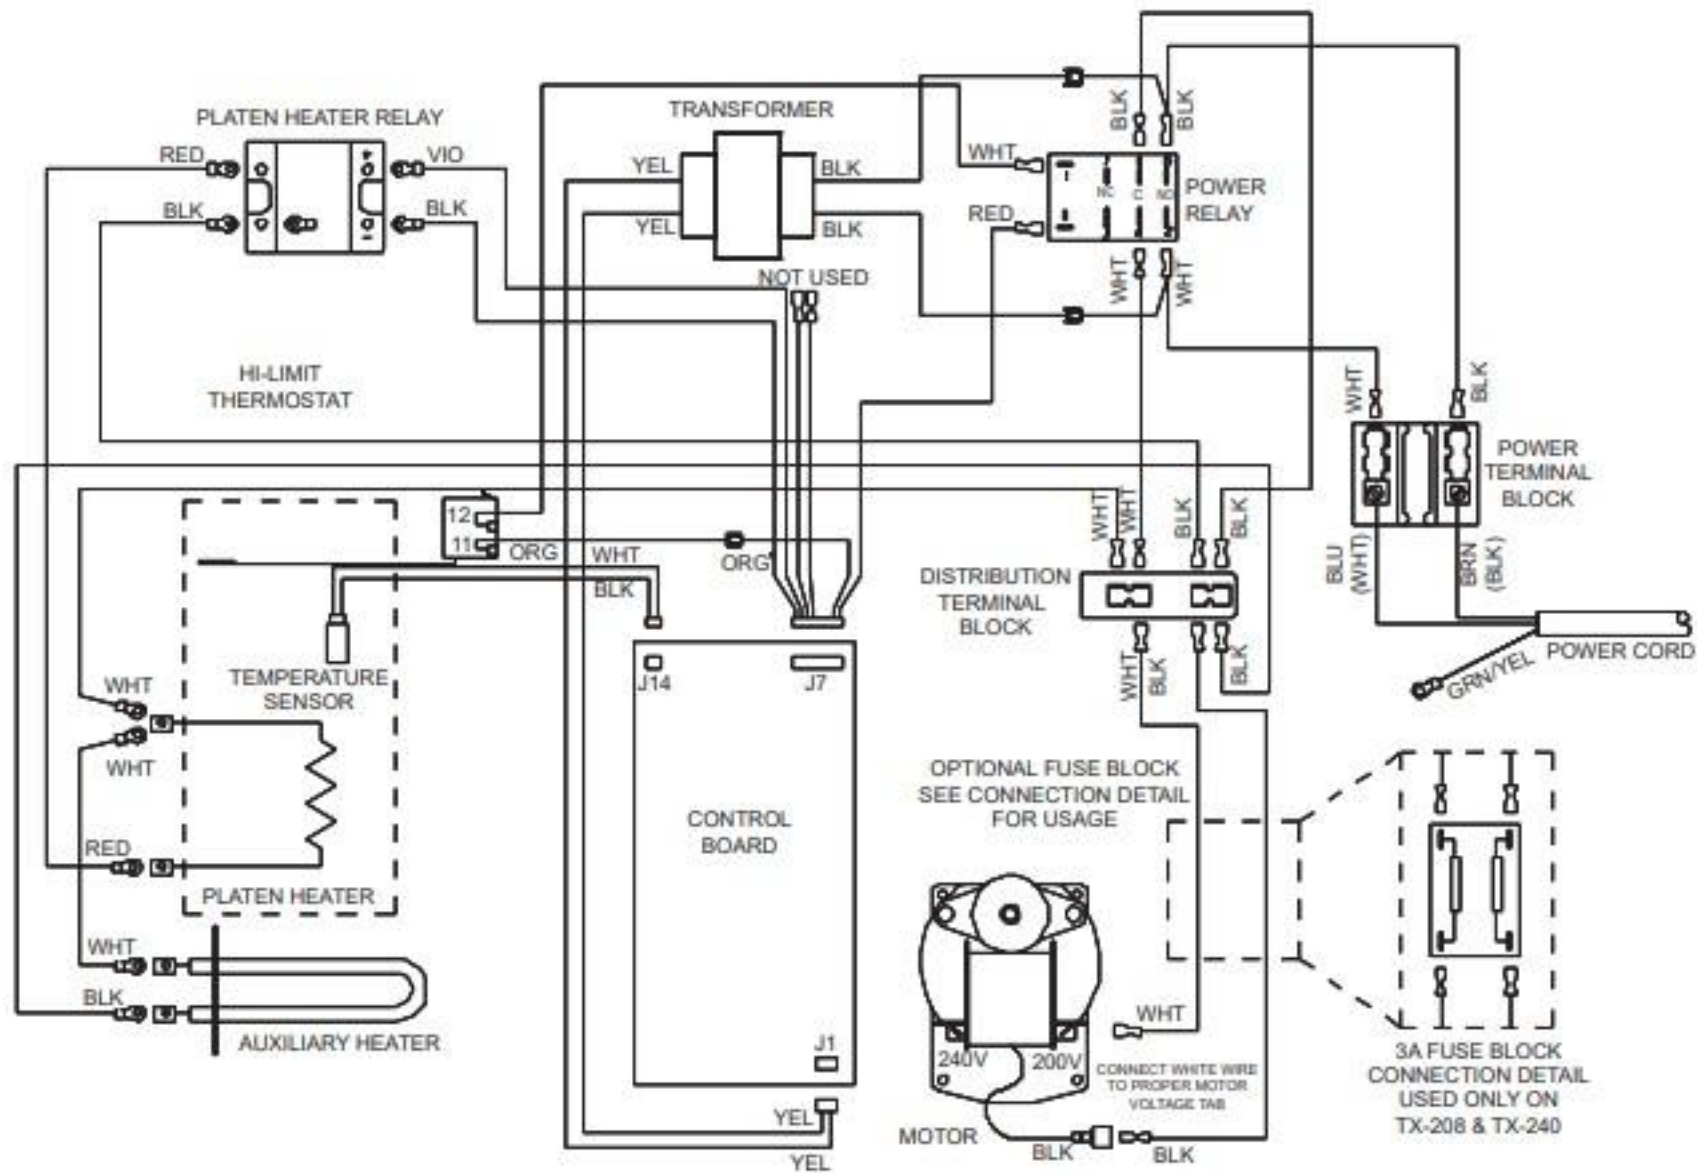 PLATEN HEATER RELAY
RED
VIO
BLK
BLK
TRANSFORMER
YEL
BLK
YEL
BLK
NOT USED
BLK
BLK
WHT
RED
NC
C
NO
POWER
RELAY
WHT
WHT
HI-LIMIT
THERMOSTAT
WHT
BLK
POWER
TERMINAL
BLOCK
BLU
(WHT)
BRN
(BLK)
POWER CORD
GRN/YEL
12
11
ORG
WHT
BLK
ORG
WHT
WHT
BLK
BLK
DISTRIBUTION
TERMINAL
BLOCK
WHT
BLK
BLK
TEMPERATURE
SENSOR
WHT
WHT
RED
PLATEN HEATER
WHT
BLK
AUXILIARY HEATER
J14
J7
CONTROL
BOARD
J1
YEL
YEL
OPTIONAL FUSE BLOCK
SEE CONNECTION DETAIL
FOR USAGE
240V
200V
WHT
CONNECT WHITE WIRE
TO PROPER MOTOR
VOLTAGE TAB
MOTOR
BLK
BLK
3A FUSE BLOCK
CONNECTION DETAIL
USED ONLY ON
TX-208 & TX-240